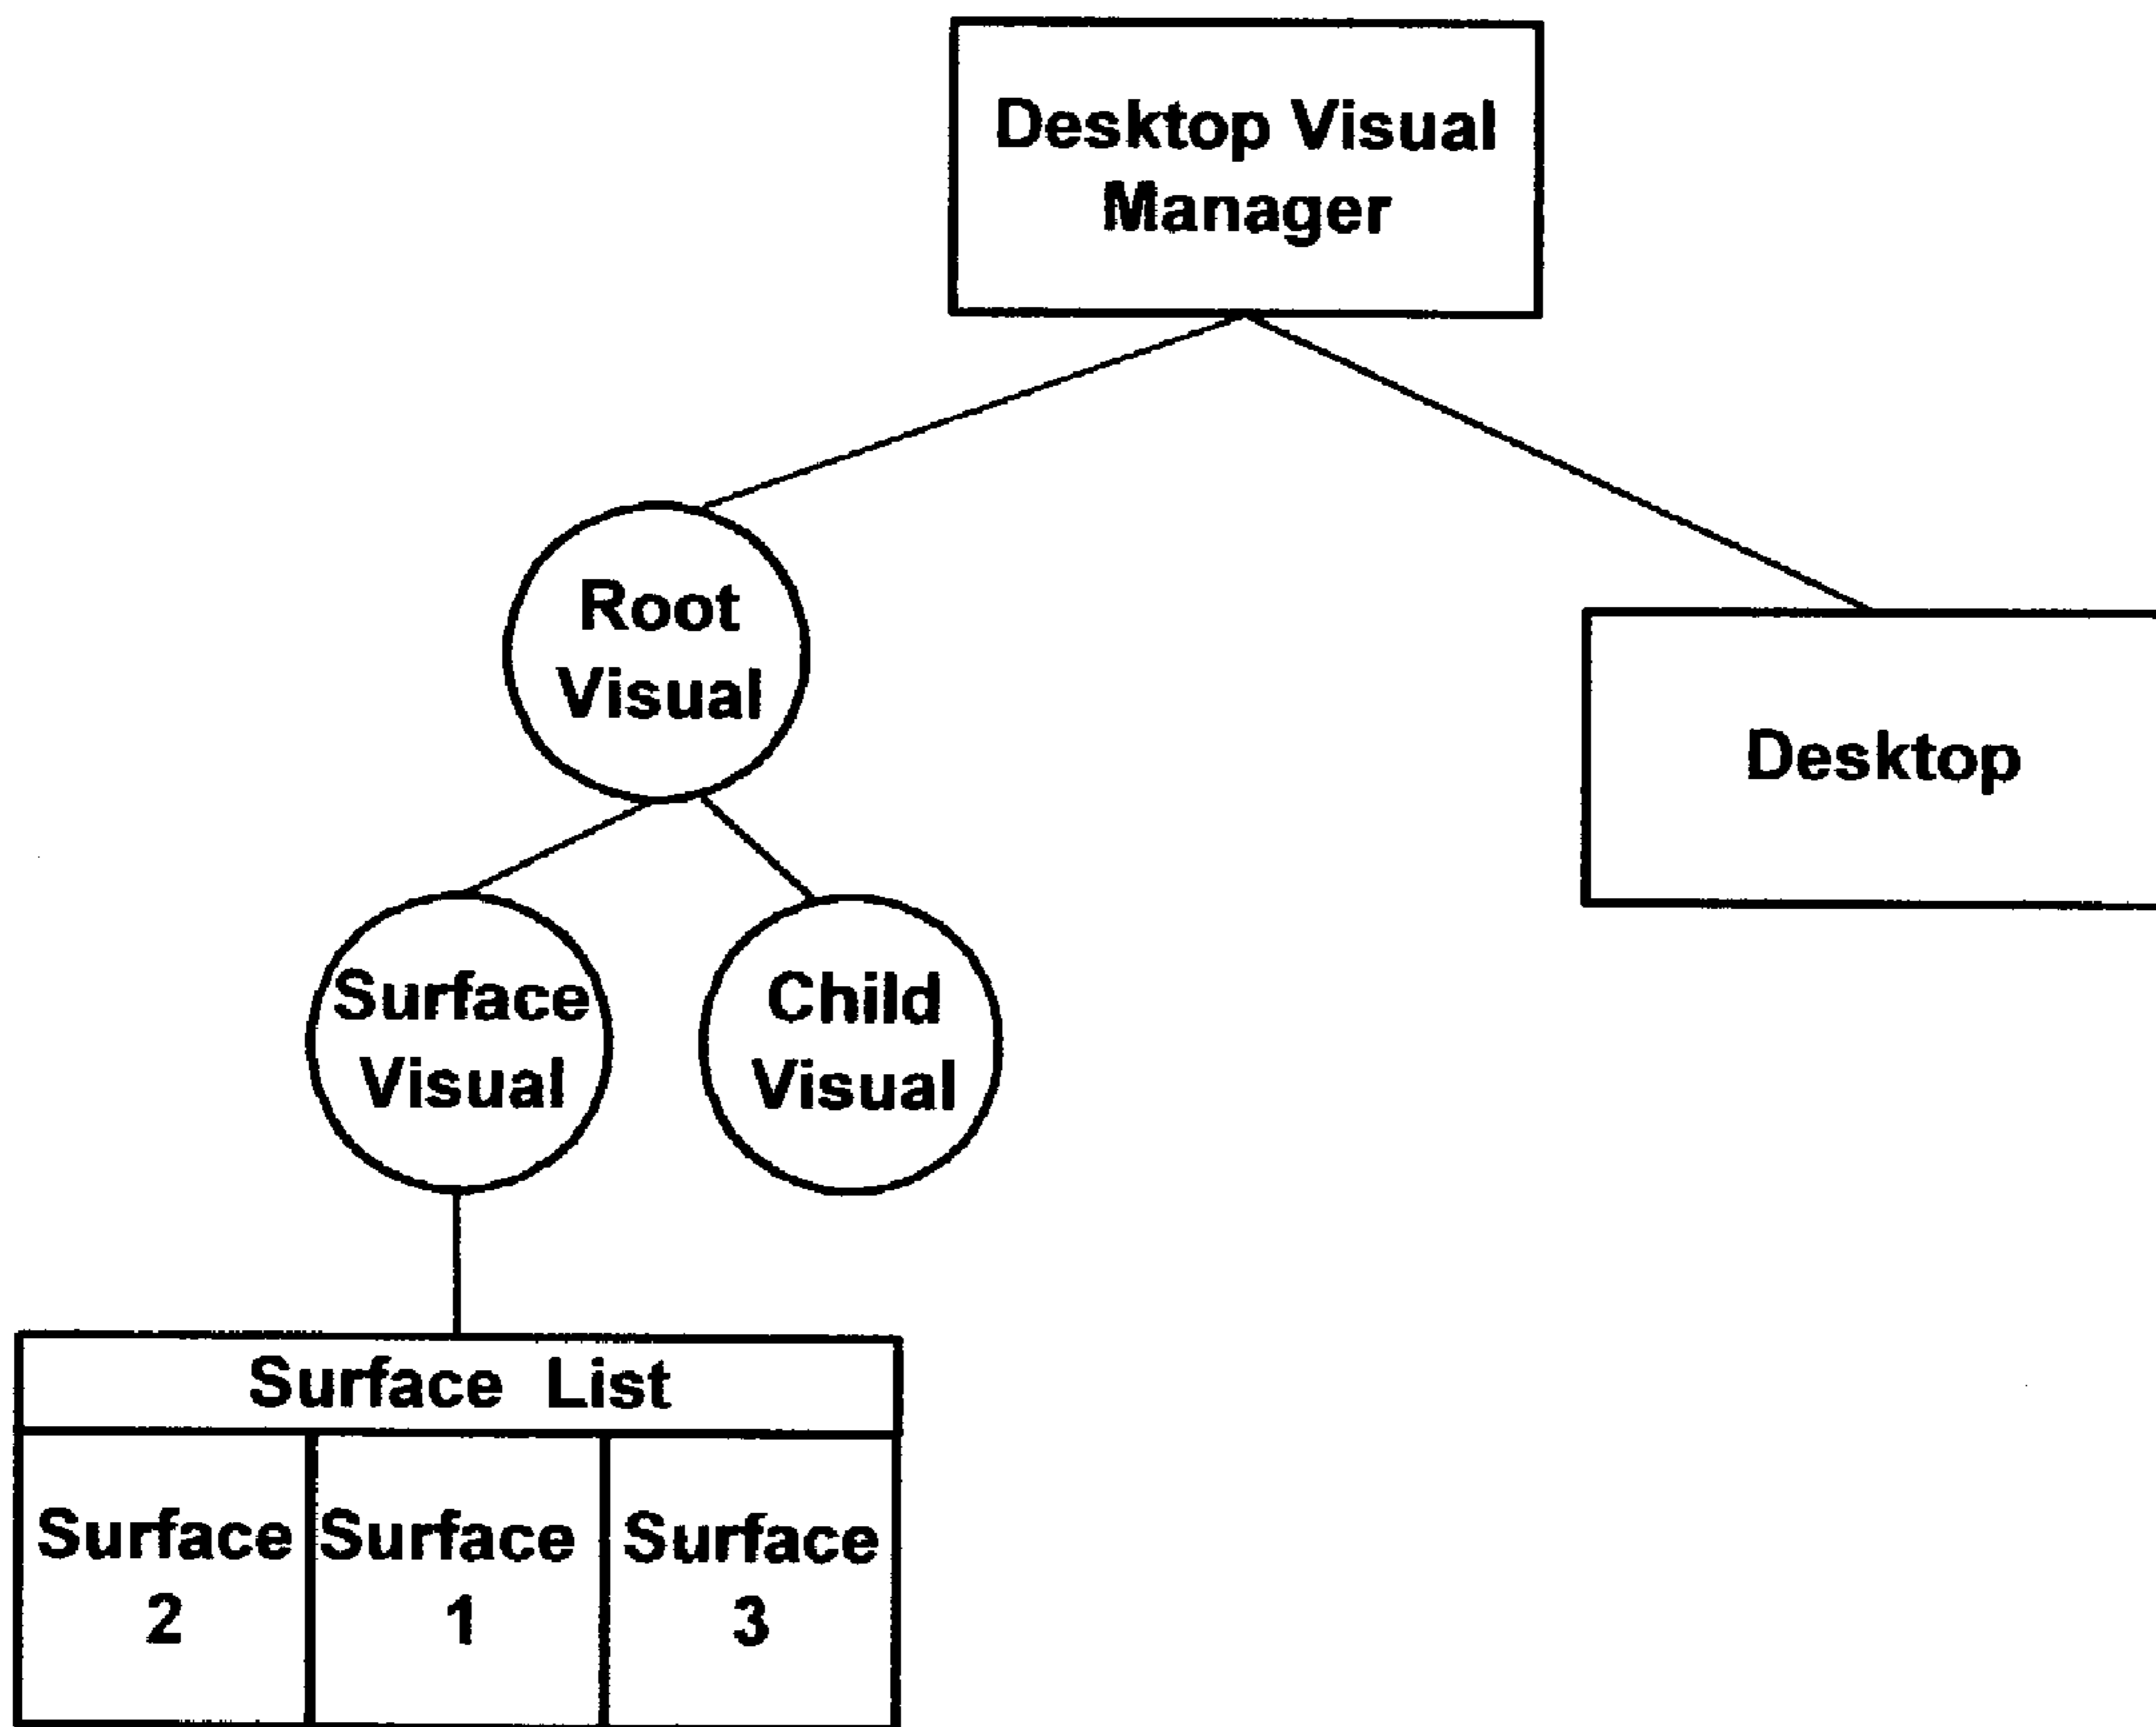 Desktop Visual
Manager
Root
Visual
Desktop
Surface
Visual
Child
Visual
Surface List
Surface
2
Surface
1
Surface
3